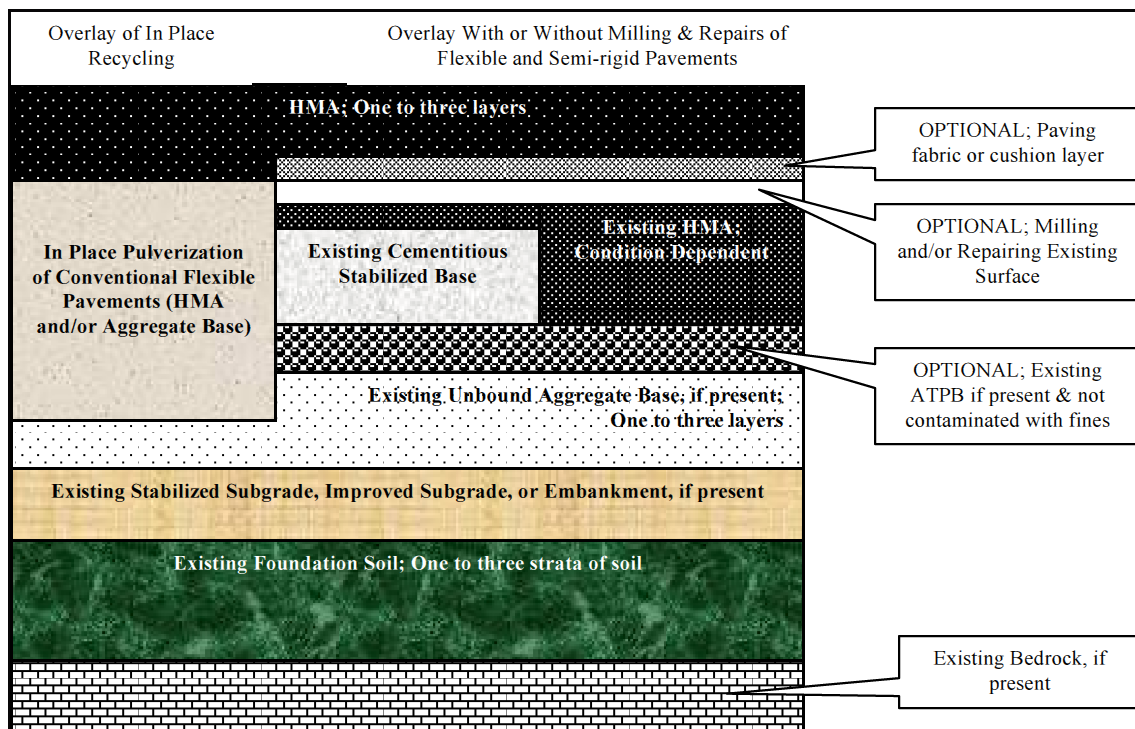 Overlay of In Place
Recycling
Overlay With or Without Milling & Repairs of
Flexible and Semi-rigid Pavements
HMA; One to three layers
OPTIONAL; Paving
fabric or cushion layer
OPTIONAL; Milling
and/or Repairing Existing
Surface
In Place Pulverization
of Conventional Flexible
Pavements (HMA
and/or Aggregate Base)
Existing Cementitious
Stabilized Base
Existing HMA;
Condition Dependent
OPTIONAL; Existing
ATPB if present & not
contaminated with fines
Existing Unbound Aggregate Base, if present;
One to three layers
Existing Stabilized Subgrade, Improved Subgrade, or Embankment, if present
Existing Foundation Soil; One to three strata of soil
Existing Bedrock, if
present